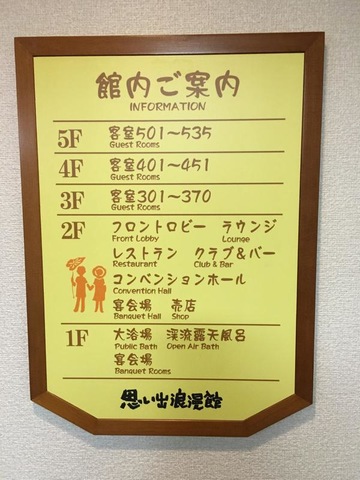 館内ご案内
INFORMATION
5F 客室501〜535
Guest Rooms
4F 客室401〜451
Guest Rooms
3F 客室301〜370
Guest Rooms
2F フロントロビー ラウンジ
Front Lobby Lounge
レストラン クラブ&バー
Restaurant Club & Bar
コンベンションホール
Convention Hall
宴会場 売店
Banquet Hall Shop
1F 大浴場 渓流露天風呂
Public Bath Open Air Bath
宴会場
Banquet Rooms
思い出浪漫館